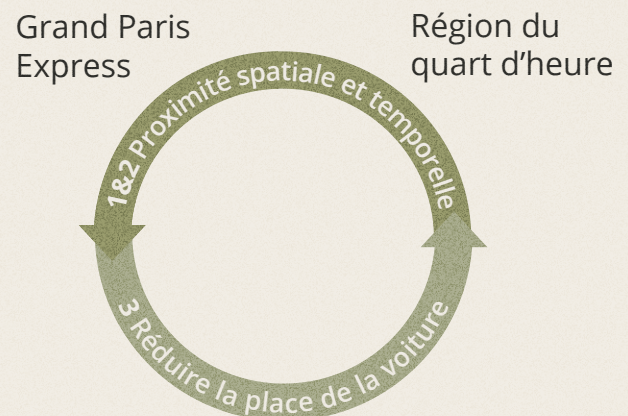 Grand Paris
Express
Région du
quart d’heure
1&2 Proximité spatiale et temporelle
3 Réduire la place de la voiture